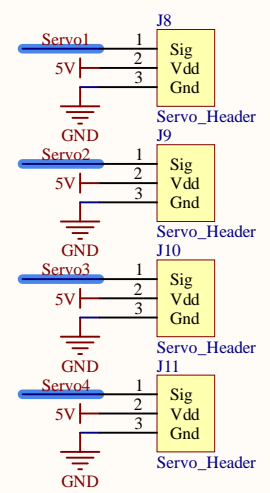 J8
Servo1 1 Sig
5V 2 Vdd
3 Gnd
GND Servo_Header
J9
Servo2 1 Sig
5V 2 Vdd
3 Gnd
GND Servo_Header
J10
Servo3 1 Sig
5V 2 Vdd
3 Gnd
GND Servo_Header
J11
Servo4 1 Sig
5V 2 Vdd
3 Gnd
GND Servo_Header